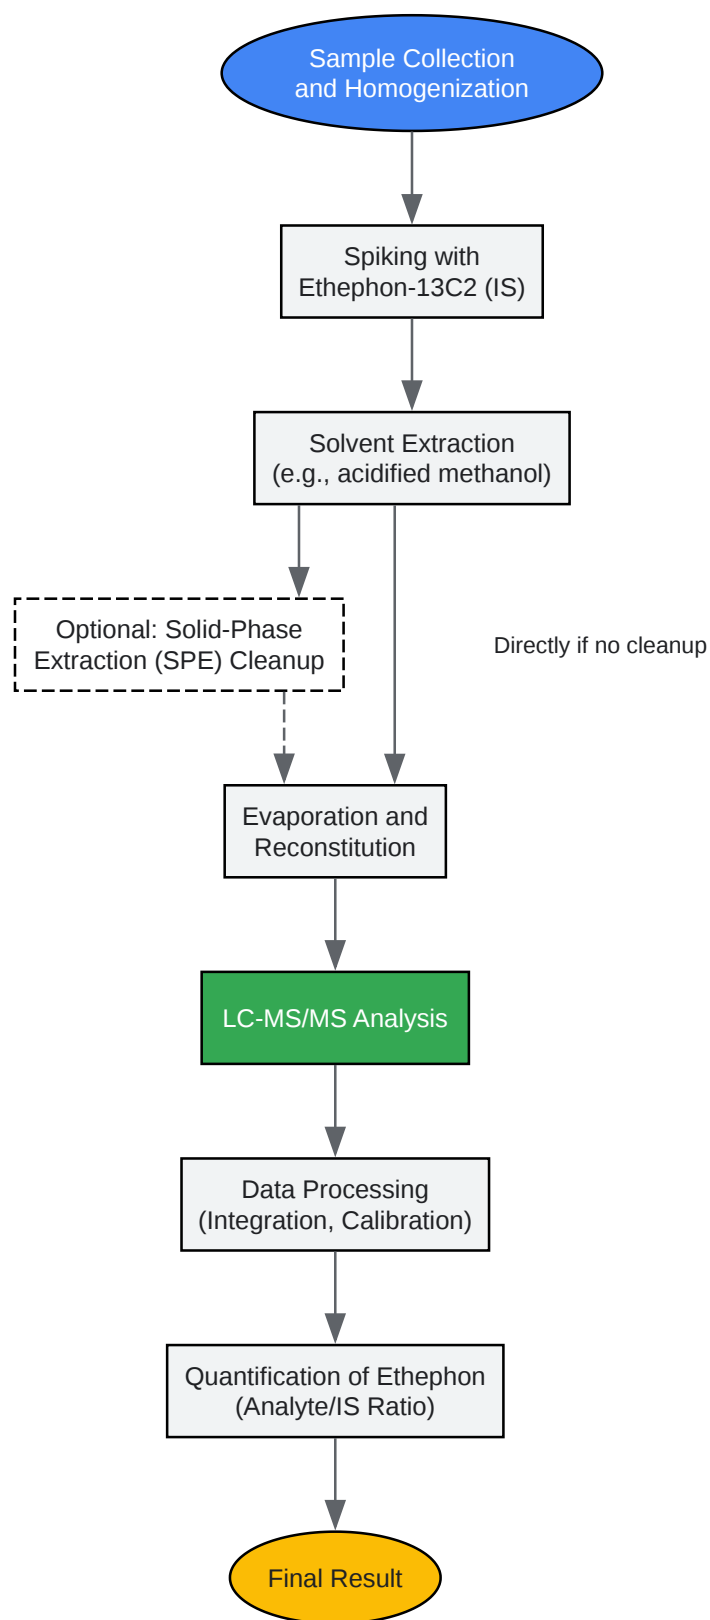 Sample Collection
and Homogenization
Spiking with
Ethephon-13C2 (IS)
Solvent Extraction
(e.g., acidified methanol)
Optional: Solid-Phase
Extraction (SPE) Cleanup
Directly if no cleanup
Evaporation and
Reconstitution
LC-MS/MS Analysis
Data Processing
(Integration, Calibration)
Quantification of Ethephon
(Analyte/IS Ratio)
Final Result